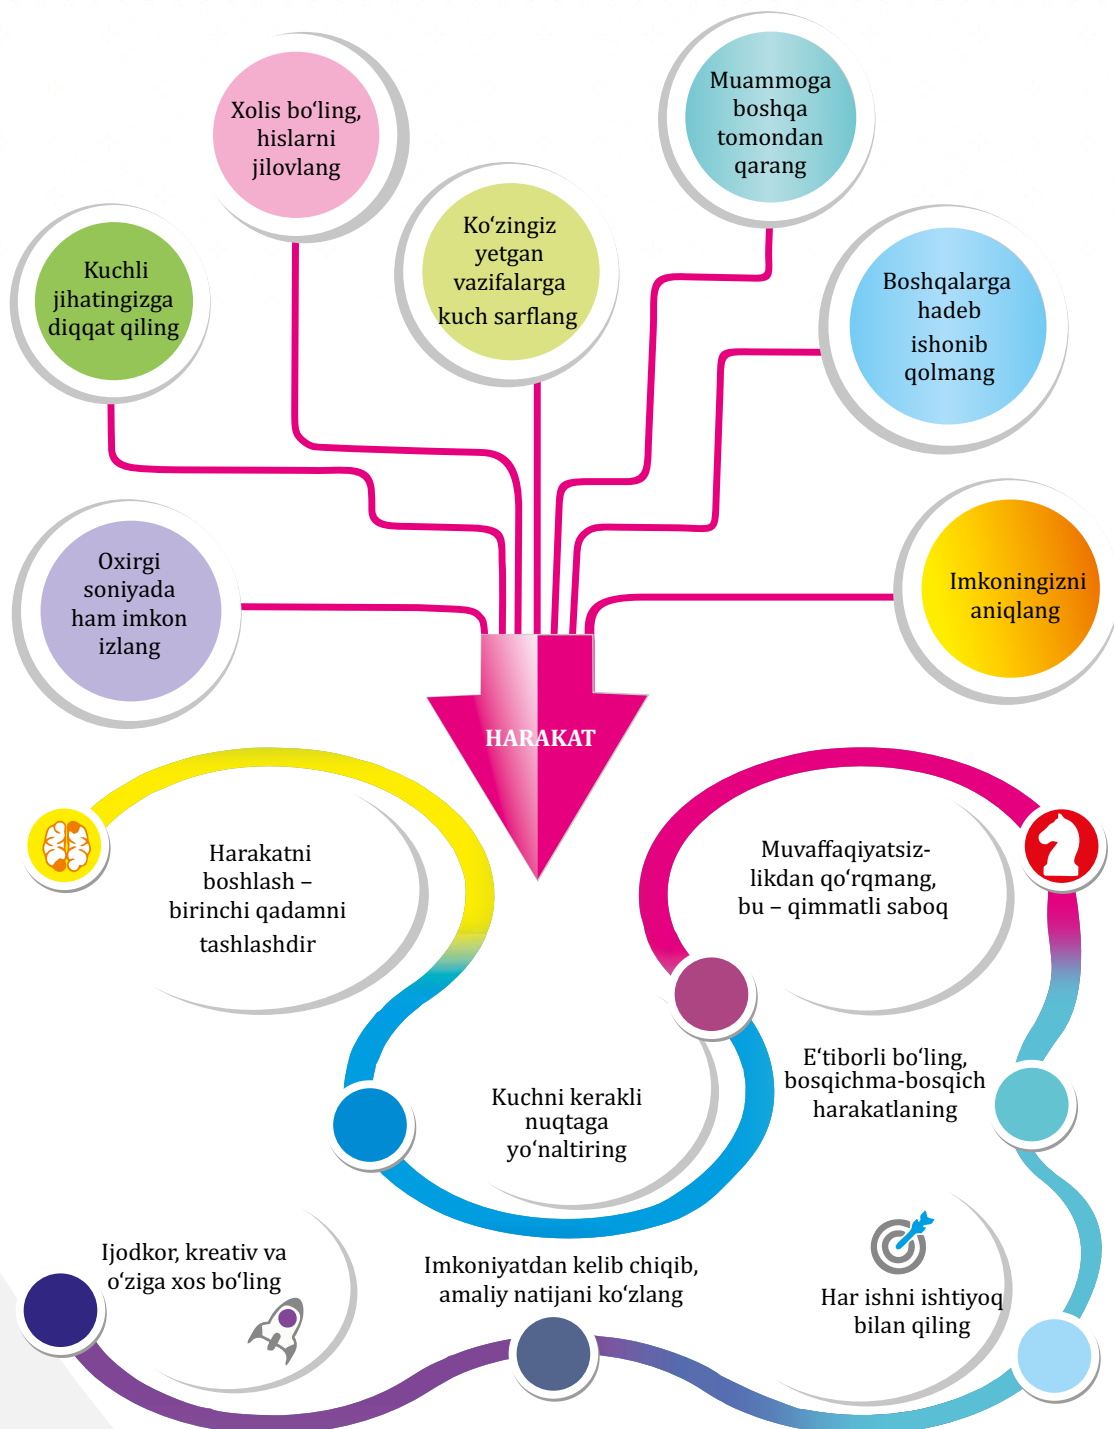 Xolis bo‘ling,
hislarni
jilovlang
Muammoga
boshqa
tomondan
qarang
Kuchli
jihatingizga
diqqat qiling
Ko‘zingiz
yetgan
vazifalarga
kuch sarflang
Boshqalarga
hadeb
ishonib
qolmang
Oxirgi
soniyada
ham imkon
izlang
Imkoningizni
aniqlang
HARAKAT
Harakatni
boshlash –
birinchi qadamni
tashlashdir
Muvaffaqiyatsiz-
likdan qo‘rqmang,
bu – qimmatli saboq
Kuchni kerakli
nuqtaga
yo‘naltiring
E‘tiborli bo‘ling,
bosqichma-bosqich
harakatlaning
Ijodkor, kreativ va
o‘ziga xos bo‘ling
Imkoniyatdan kelib chiqib,
amaliy natijani ko‘zlang
Har ishni ishtiyoq
bilan qiling